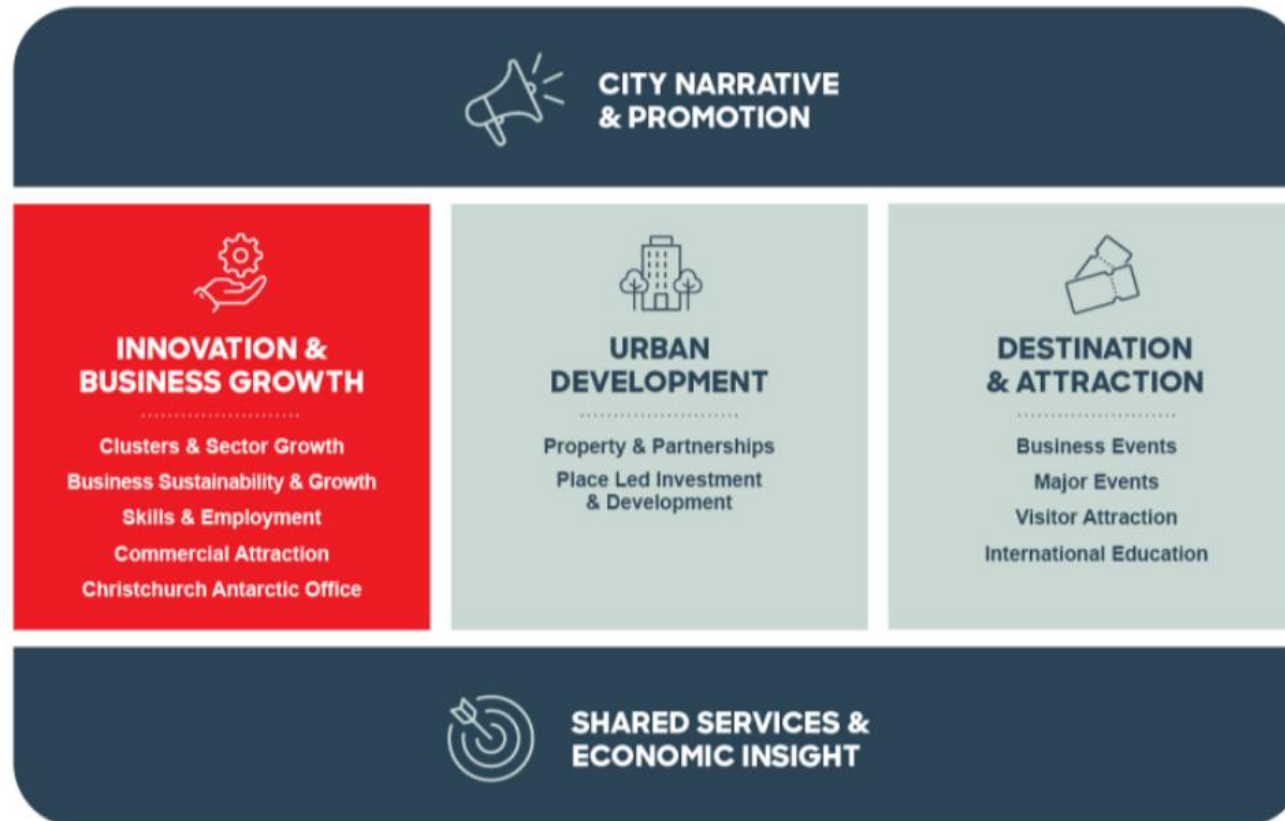 CITY NARRATIVE
& PROMOTION
INNOVATION &
BUSINESS GROWTH
Clusters & Sector Growth
Business Sustainability & Growth
Skills & Employment
Commercial Attraction
Christchurch Antarctic Office
URBAN
DEVELOPMENT
Property & Partnerships
Place Led Investment
& Development
DESTINATION
& ATTRACTION
Business Events
Major Events
Visitor Attraction
International Education
SHARED SERVICES &
ECONOMIC INSIGHT